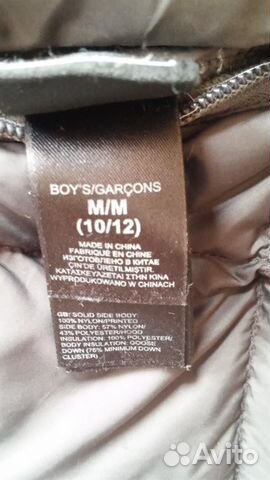 BOY'S/GARÇONS
M/M
(10/12)
MADE IN CHINA
FABRIQUÉ EN CHINE
ИЗГОТОВЛЕНО В КИТАЕ
ÇIN'DE ÜRETILMIŞTIR.
ΚΑΤΑΣΚΕΥΑΖΕΤΑΙ ΣΤΗΝ ΚΙΝΑ
WYPRODUKOWANO W CHINACH
GB: SOLID SIDE BODY:
100% NYLON/PRINTED
SIDE BODY: 57% NYLON/
43% POLYESTER/HOOD
INSULATION: 100% POLYESTER/
BODY INSULATION: GOOSE
DOWN (75% MINIMUM DOWN
CLUSTER)
Avito